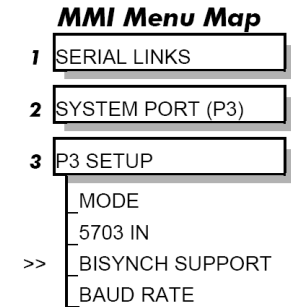 MMI Menu Map
1 SERIAL LINKS
2 SYSTEM PORT (P3)
3 P3 SETUP
MODE
5703 IN
>> BISYNCH SUPPORT
BAUD RATE